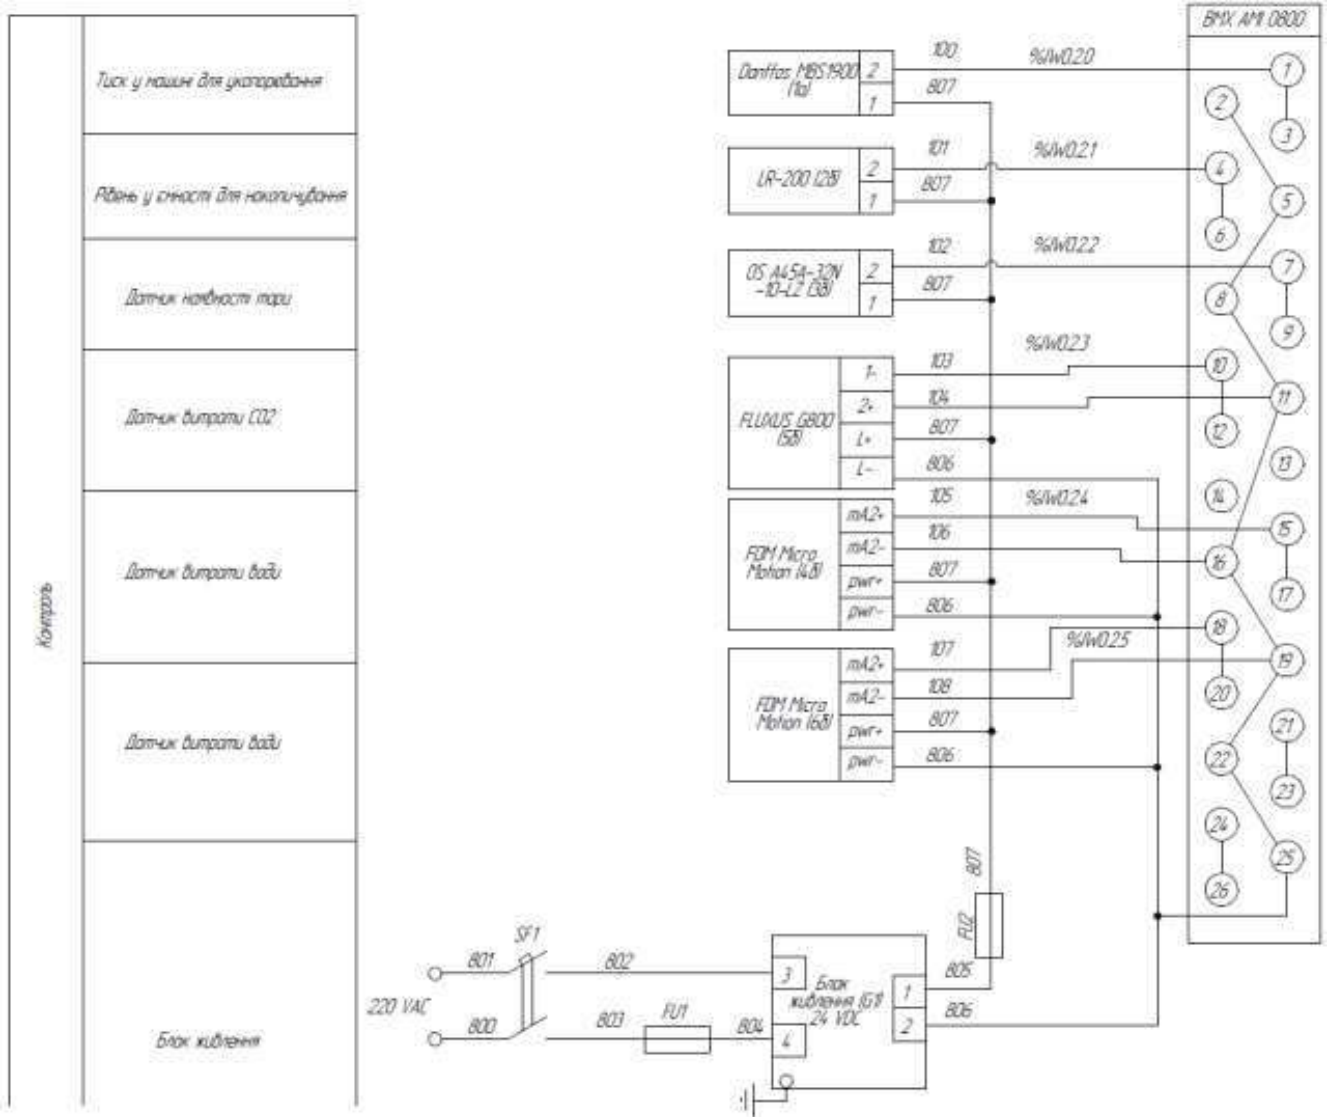 Контроль
Тиск у машині для укапорювання
Рівень у ємності для накопичування
Датчик наявності тари
Датчик витрати CO2
Датчик витрати води
Датчик витрати води
Блок живлення
BMX AMI 0800
Danffos MBS1900
(1а)
2
1
100
807
%IW0.2.0
LR-200 (2в)
2
1
101
807
%IW0.2.1
OS A45A-32N
-10-LZ (3в)
2
1
102
807
%IW0.2.2
FLUXUS G800
(5в)
1-
2+
L+
L-
103
104
807
806
%IW0.2.3
FDM Micro
Motion (4в)
mA2+
mA2-
pwr+
pwr-
105
106
807
806
%IW0.2.4
FDM Micro
Motion (6в)
mA2+
mA2-
pwr+
pwr-
107
108
807
806
%IW0.2.5
1
2
3
4
5
6
7
8
9
10
11
12
13
14
15
16
17
18
19
20
21
22
23
24
25
26
807
FU2
220 VAC
801
800
SF1
802
803
FU1
804
3
4
Блок
живлення (G1)
24 VDC
1
2
805
806